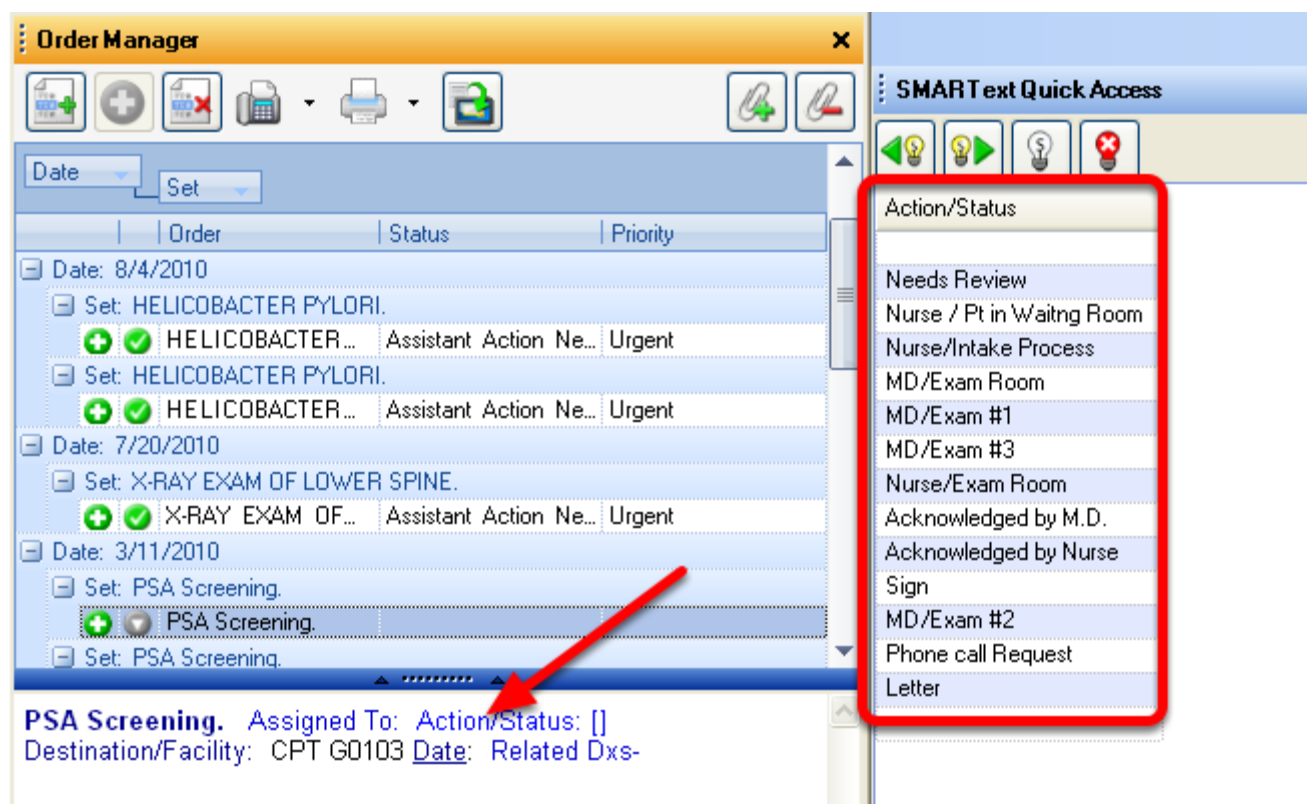 Order Manager
Date
Set
Order Status Priority
Date: 8/4/2010
Set: HELICOBACTER PYLORI.
HELICOBACTER... Assistant Action Ne... Urgent
Set: HELICOBACTER PYLORI.
HELICOBACTER... Assistant Action Ne... Urgent
Date: 7/20/2010
Set: X-RAY EXAM OF LOWER SPINE.
X-RAY EXAM OF... Assistant Action Ne... Urgent
Date: 3/11/2010
Set: PSA Screening.
PSA Screening.
Set: PSA Screening.
PSA Screening. Assigned To: Action/Status: []
Destination/Facility: CPT G0103 Date: Related Dxs-
SMARText Quick Access
Action/Status
Needs Review
Nurse / Pt in Waitng Room
Nurse/Intake Process
MD/Exam Room
MD/Exam #1
MD/Exam #3
Nurse/Exam Room
Acknowledged by M.D.
Acknowledged by Nurse
Sign
MD/Exam #2
Phone call Request
Letter